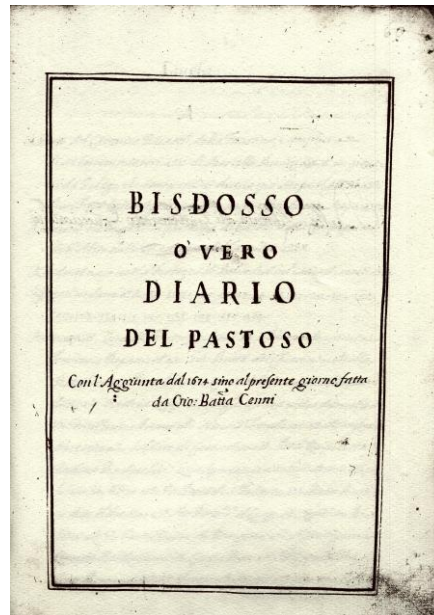 BISDOSSO
O'VERO
DIARIO
DEL PASTOSO
Con l'Aggiunta dal 1674 sino al presente giorno fatta
da Gio: Batta Cenni